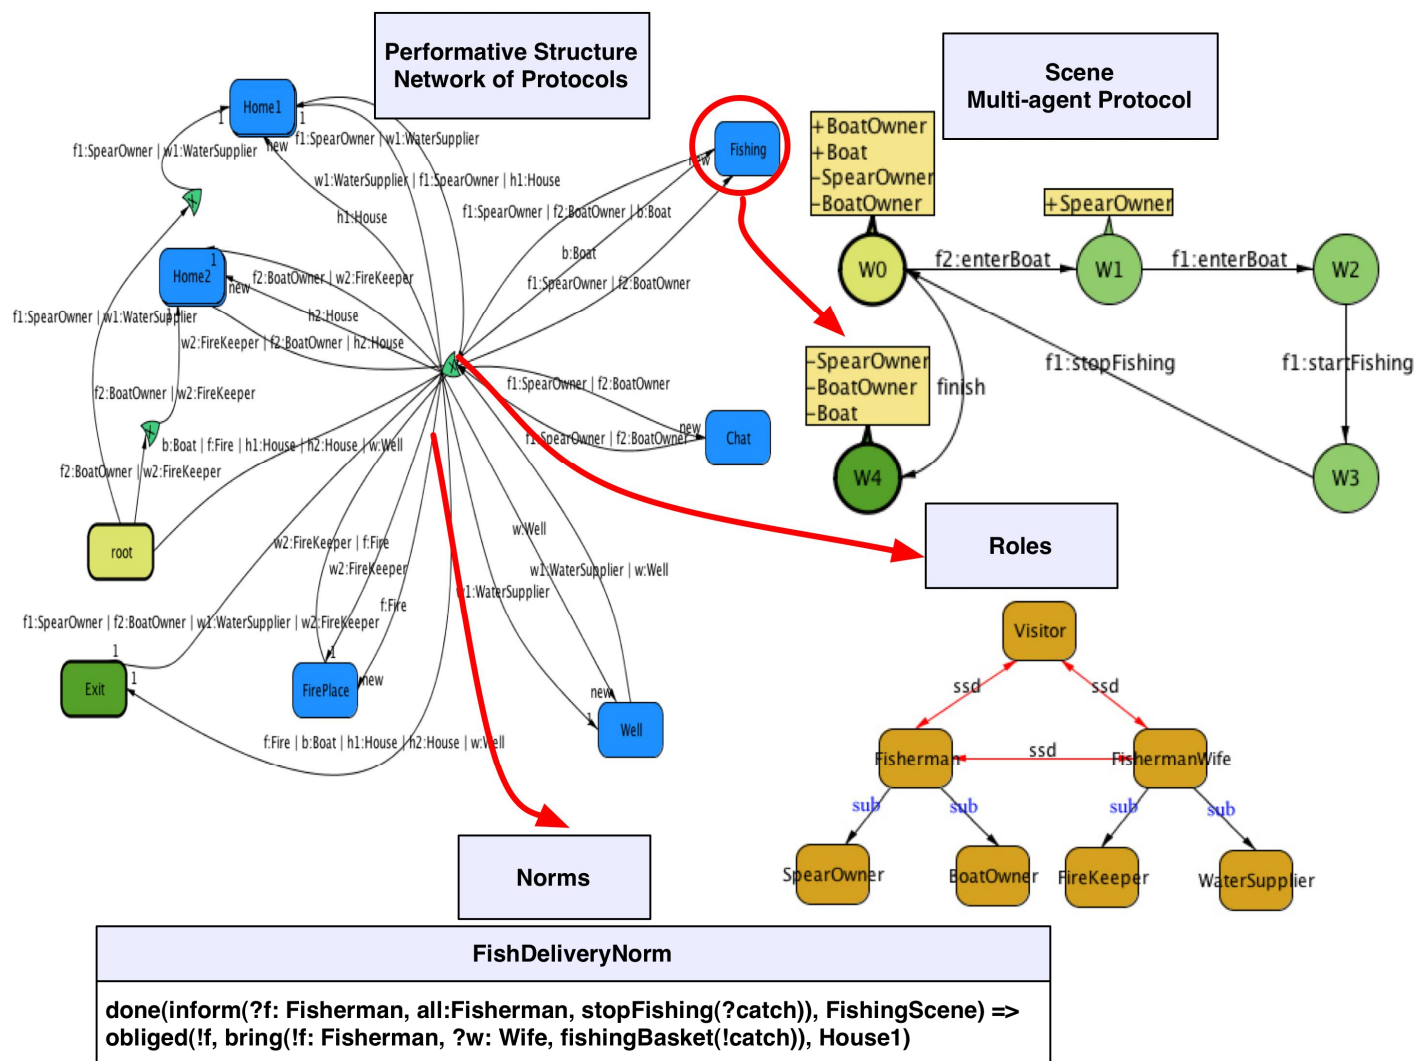 Performative Structure
Network of Protocols
Scene
Multi-agent Protocol
Home1
1
1
new
f1:SpearOwner | w1:WaterSupplier
f1:SpearOwner | w1:WaterSupplier
w1:WaterSupplier | f1:SpearOwner | h1:House
h1:House
Fishing
new
f1:SpearOwner | f2:BoatOwner | b:Boat
b:Boat
f1:SpearOwner | f2:BoatOwner
Home2
1
new
1
f2:BoatOwner | w2:FireKeeper
h2:House
f1:SpearOwner | w1:WaterSupplier
w2:FireKeeper | f2:BoatOwner | h2:House
f2:BoatOwner | w2:FireKeeper
f1:SpearOwner | f2:BoatOwner
f1:SpearOwner | f2:BoatOwner
new
Chat
b:Boat | f:Fire | h1:House | h2:House | w:Well
f2:BoatOwner | w2:FireKeeper
root
w2:FireKeeper | f:Fire
w2:FireKeeper
f:Fire
w:Well
w1:WaterSupplier | w:Well
w1:WaterSupplier
f1:SpearOwner | f2:BoatOwner | w1:WaterSupplier | w2:FireKeeper
1
1
Exit
1
new
FirePlace
new
1
Well
f:Fire | b:Boat | h1:House | h2:House | w:Well
+BoatOwner
+Boat
-SpearOwner
-BoatOwner
+SpearOwner
W0
f2:enterBoat
W1
f1:enterBoat
W2
-SpearOwner
-BoatOwner
-Boat
finish
f1:stopFishing
f1:startFishing
W4
W3
Roles
Visitor
ssd
ssd
Fisherman
ssd
FishermanWife
sub
sub
sub
sub
SpearOwner
BoatOwner
FireKeeper
WaterSupplier
Norms
FishDeliveryNorm
done(inform(?f: Fisherman, all:Fisherman, stopFishing(?catch)), FishingScene) =>
obliged(!f, bring(!f: Fisherman, ?w: Wife, fishingBasket(!catch)), House1)